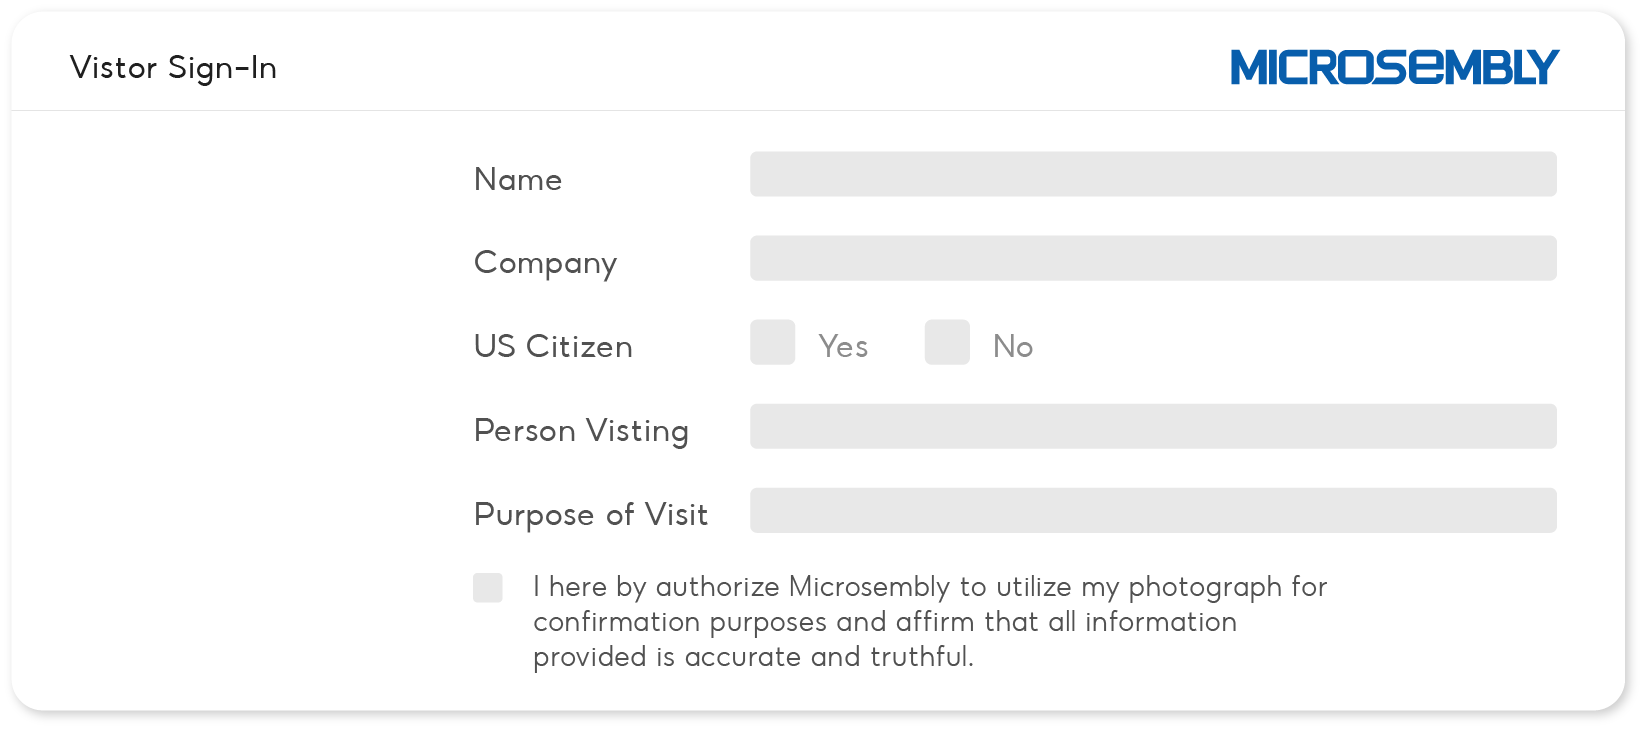 Vistor Sign-In
MICROSEMBLY
Name
Company
US Citizen Yes No
Person Visting
Purpose of Visit
I here by authorize Microsembly to utilize my photograph for
confirmation purposes and affirm that all information
provided is accurate and truthful.